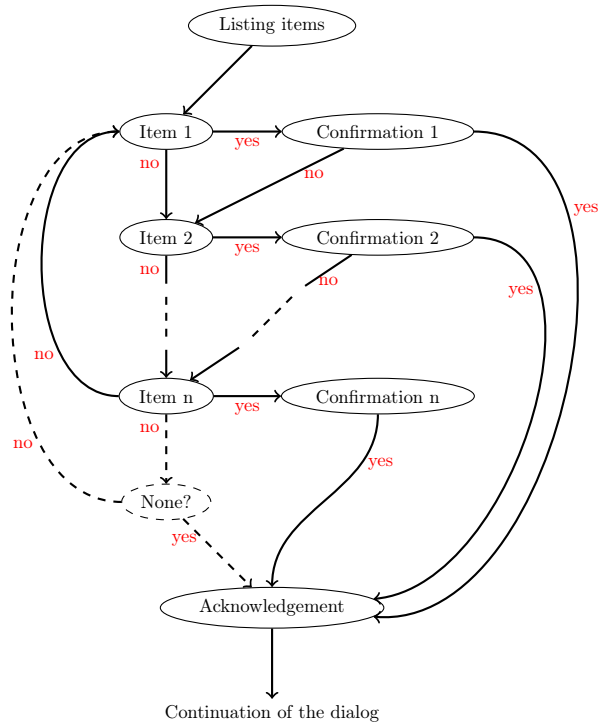 Listing items
Item 1
yes
Confirmation 1
no
no
yes
Item 2
yes
Confirmation 2
no
no
yes
no
Item n
yes
Confirmation n
no
yes
no
None?
yes
Acknowledgement
Continuation of the dialog